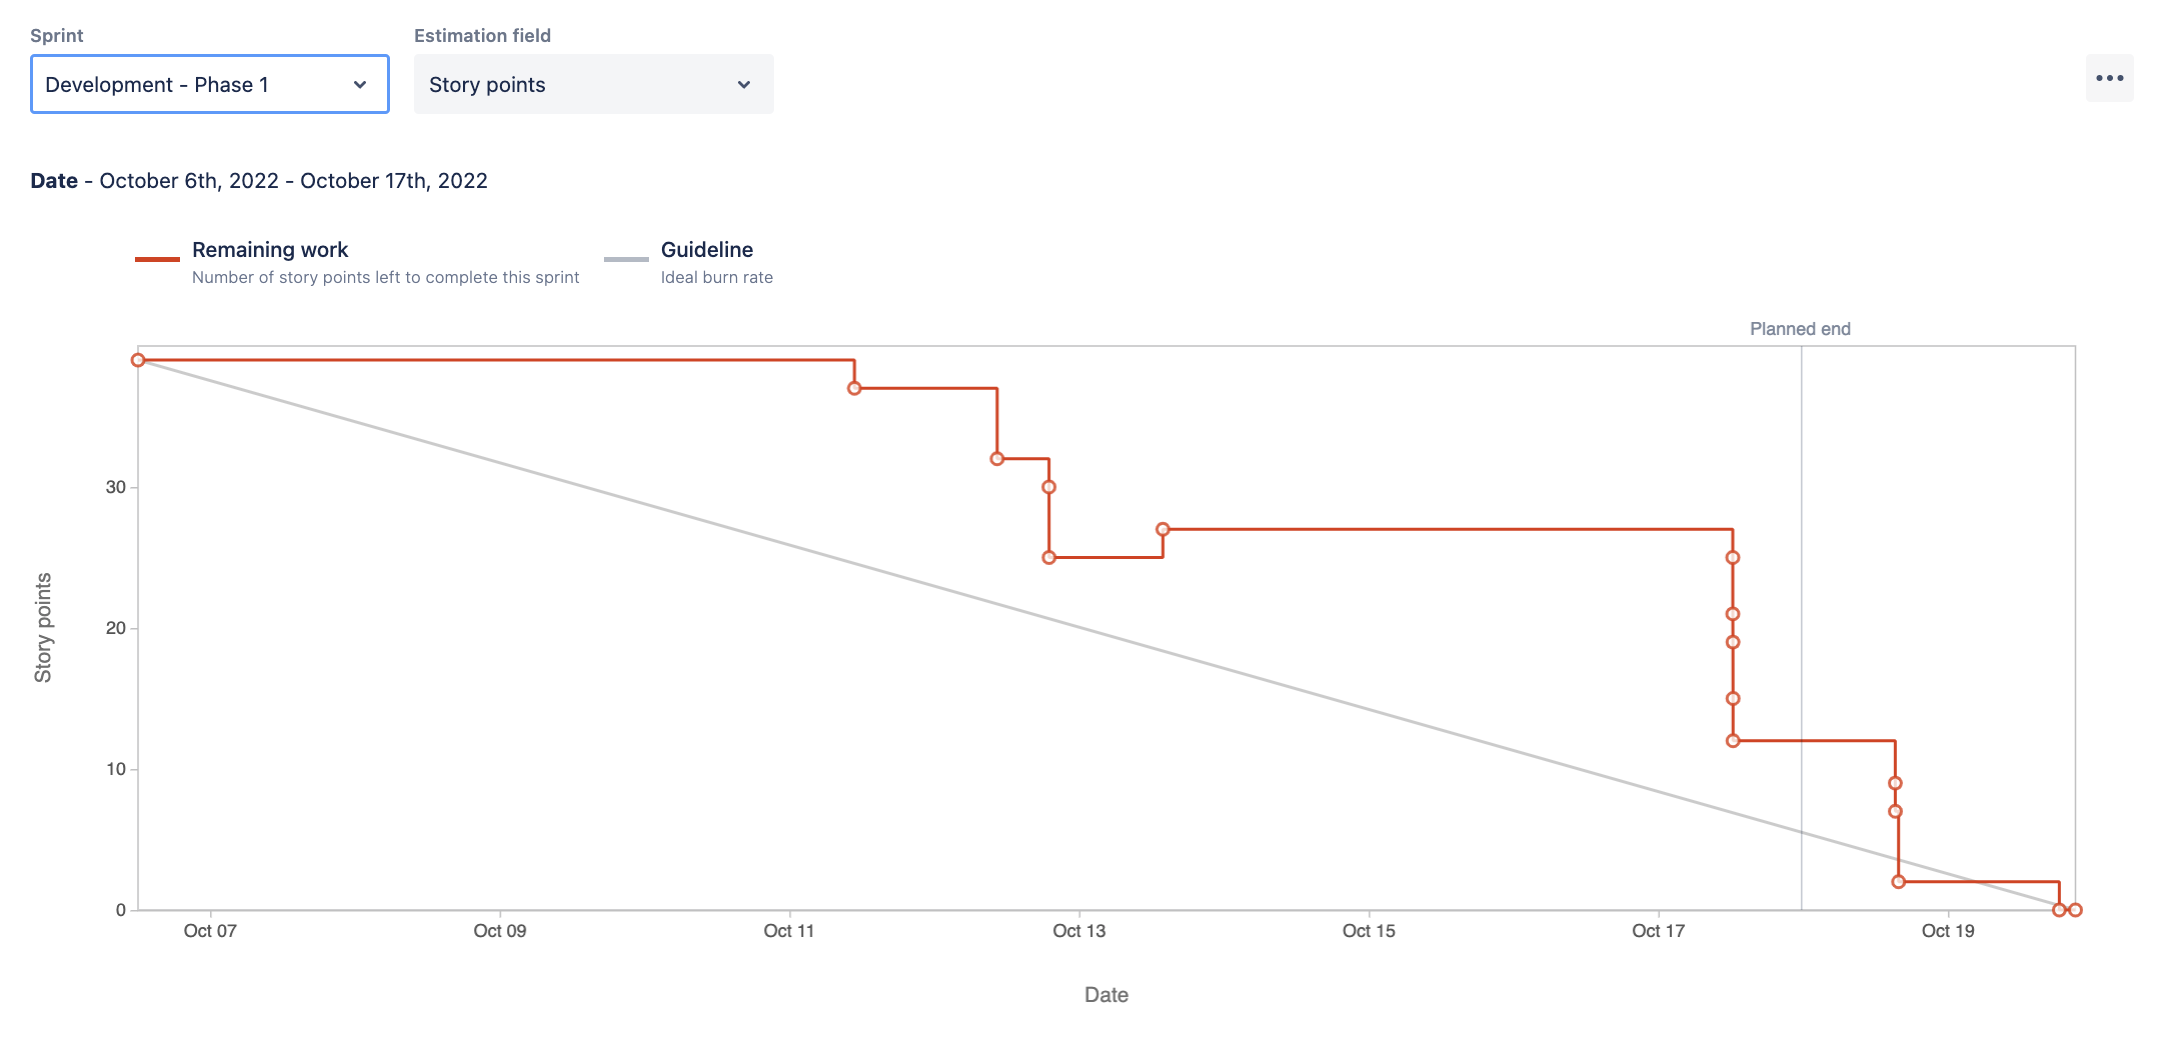 Sprint
Estimation field
Development - Phase 1
Story points
Date - October 6th, 2022 - October 17th, 2022
Remaining work
Number of story points left to complete this sprint
Guideline
Ideal burn rate
Planned end
30
20
10
0
Story points
Oct 07
Oct 09
Oct 11
Oct 13
Oct 15
Oct 17
Oct 19
Date